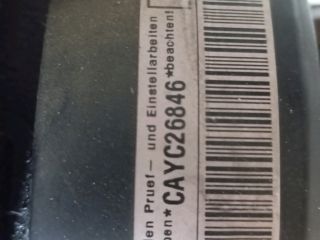 en Pruef - und Einstellarbeiten
ben*CAYC26846*beachten!